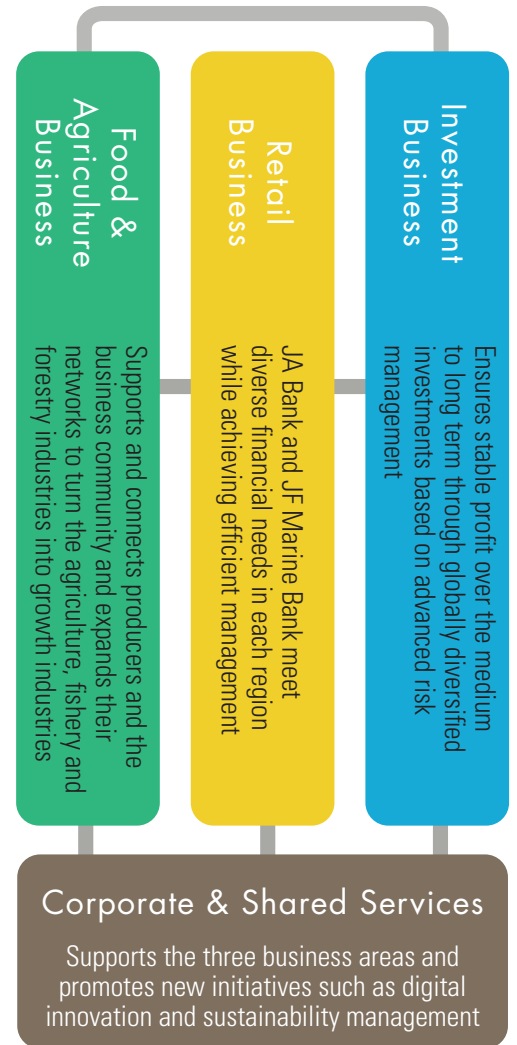 Food &
Agriculture
Business
Supports and connects producers and the
business community and expands their
networks to turn the agriculture, fishery and
forestry industries into growth industries
Retail
Business
JA Bank and JF Marine Bank meet
diverse financial needs in each region
while achieving efficient management
Investment
Business
Ensures stable profit over the medium
to long term through globally diversified
investments based on advanced risk
management
Corporate & Shared Services
Supports the three business areas and
promotes new initiatives such as digital
innovation and sustainability management